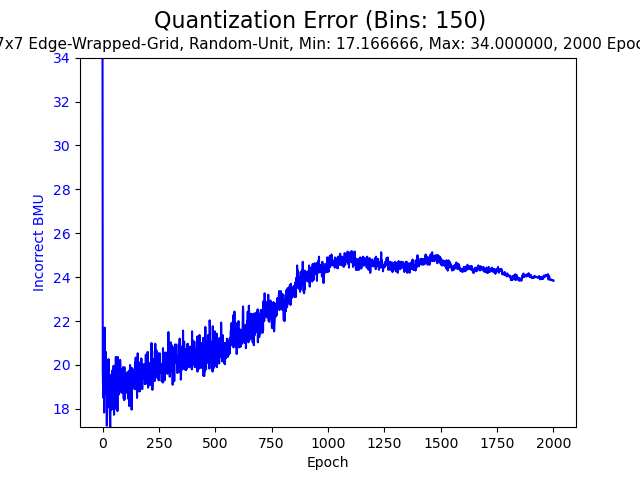 Quantization Error (Bins: 150)
7x7 Edge-Wrapped-Grid, Random-Unit, Min: 17.166666, Max: 34.000000, 2000 Epoc
34
32
30
28
26
24
22
20
18
Incorrect BMU
0 250 500 750 1000 1250 1500 1750 2000
Epoch